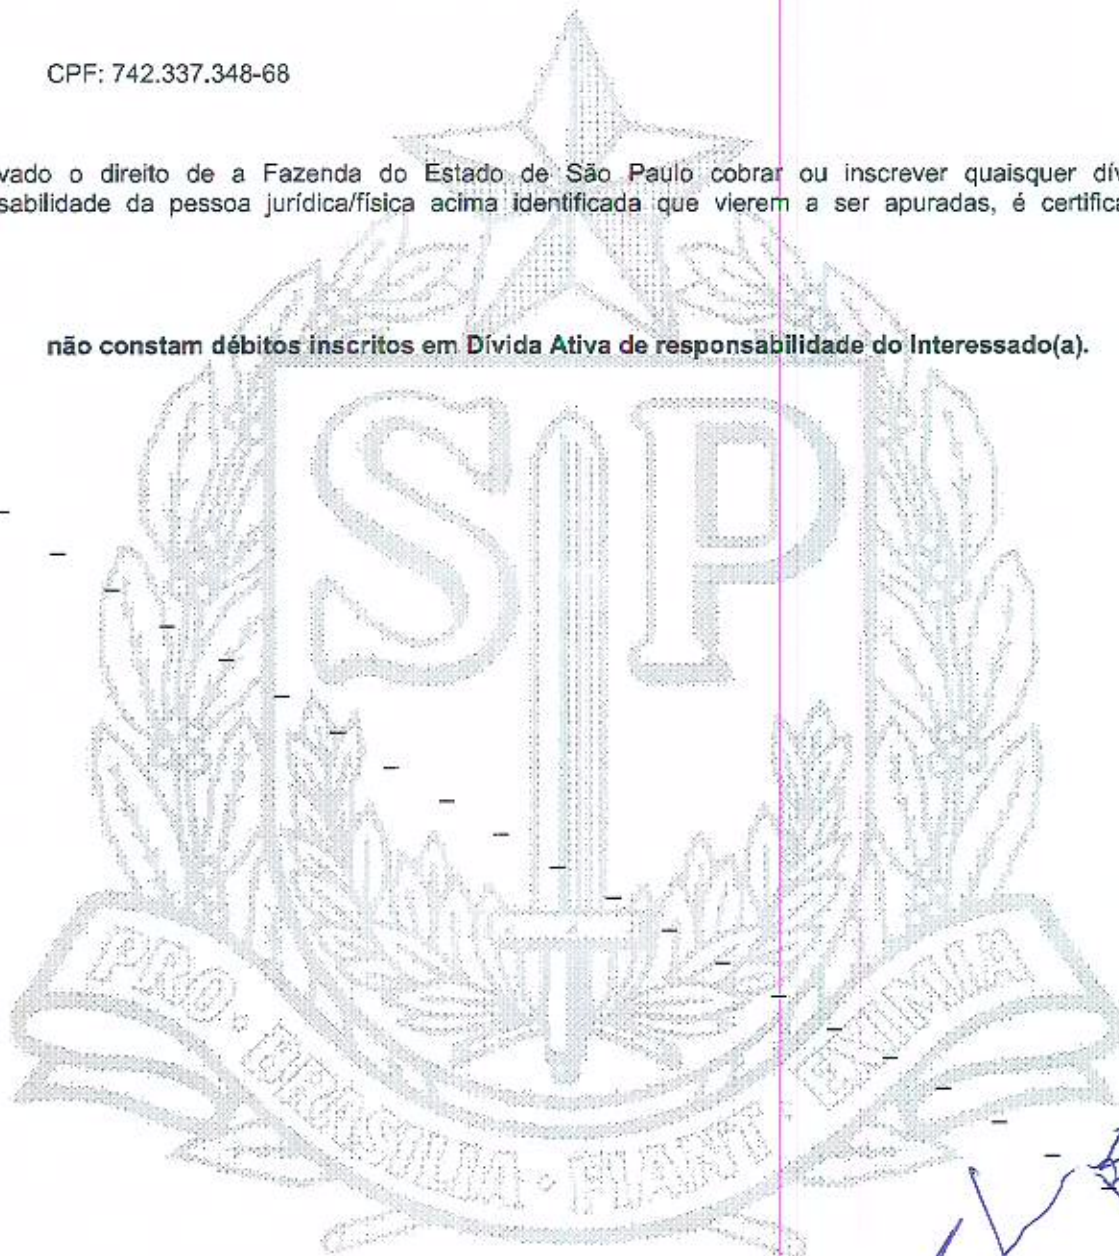 CPF: 742.337.348-68
vado o direito de a Fazenda do Estado de São Paulo cobrar ou inscrever quaisquer dív
sabilidade da pessoa jurídica/física acima identificada que vierem a ser apuradas, é certifica
não constam débitos inscritos em Dívida Ativa de responsabilidade do Interessado(a).
SP
PRO · BRASILIA · FIANT EXIMIA